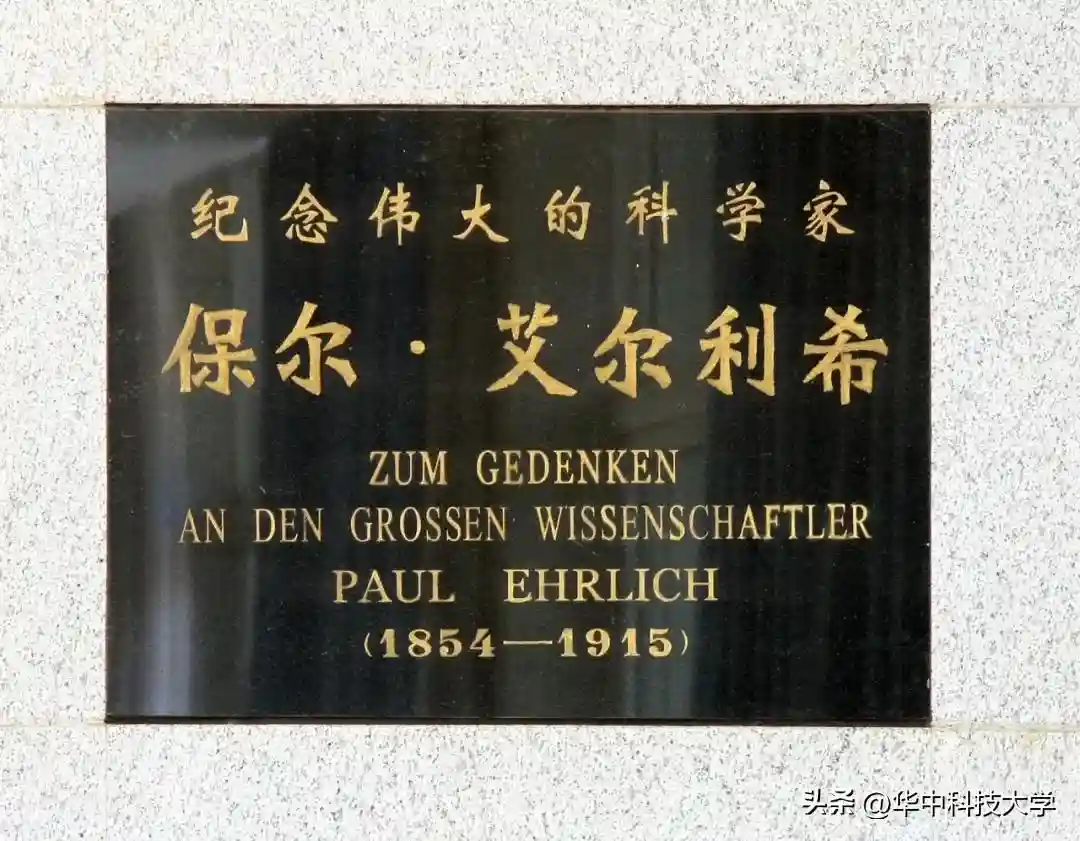 纪念伟大的科学家
保尔·艾尔利希
ZUM GEDENKEN
AN DEN GROSSEN WISSENSCHAFTLER
PAUL EHRLICH
(1854—1915)
头条 @华中科技大学